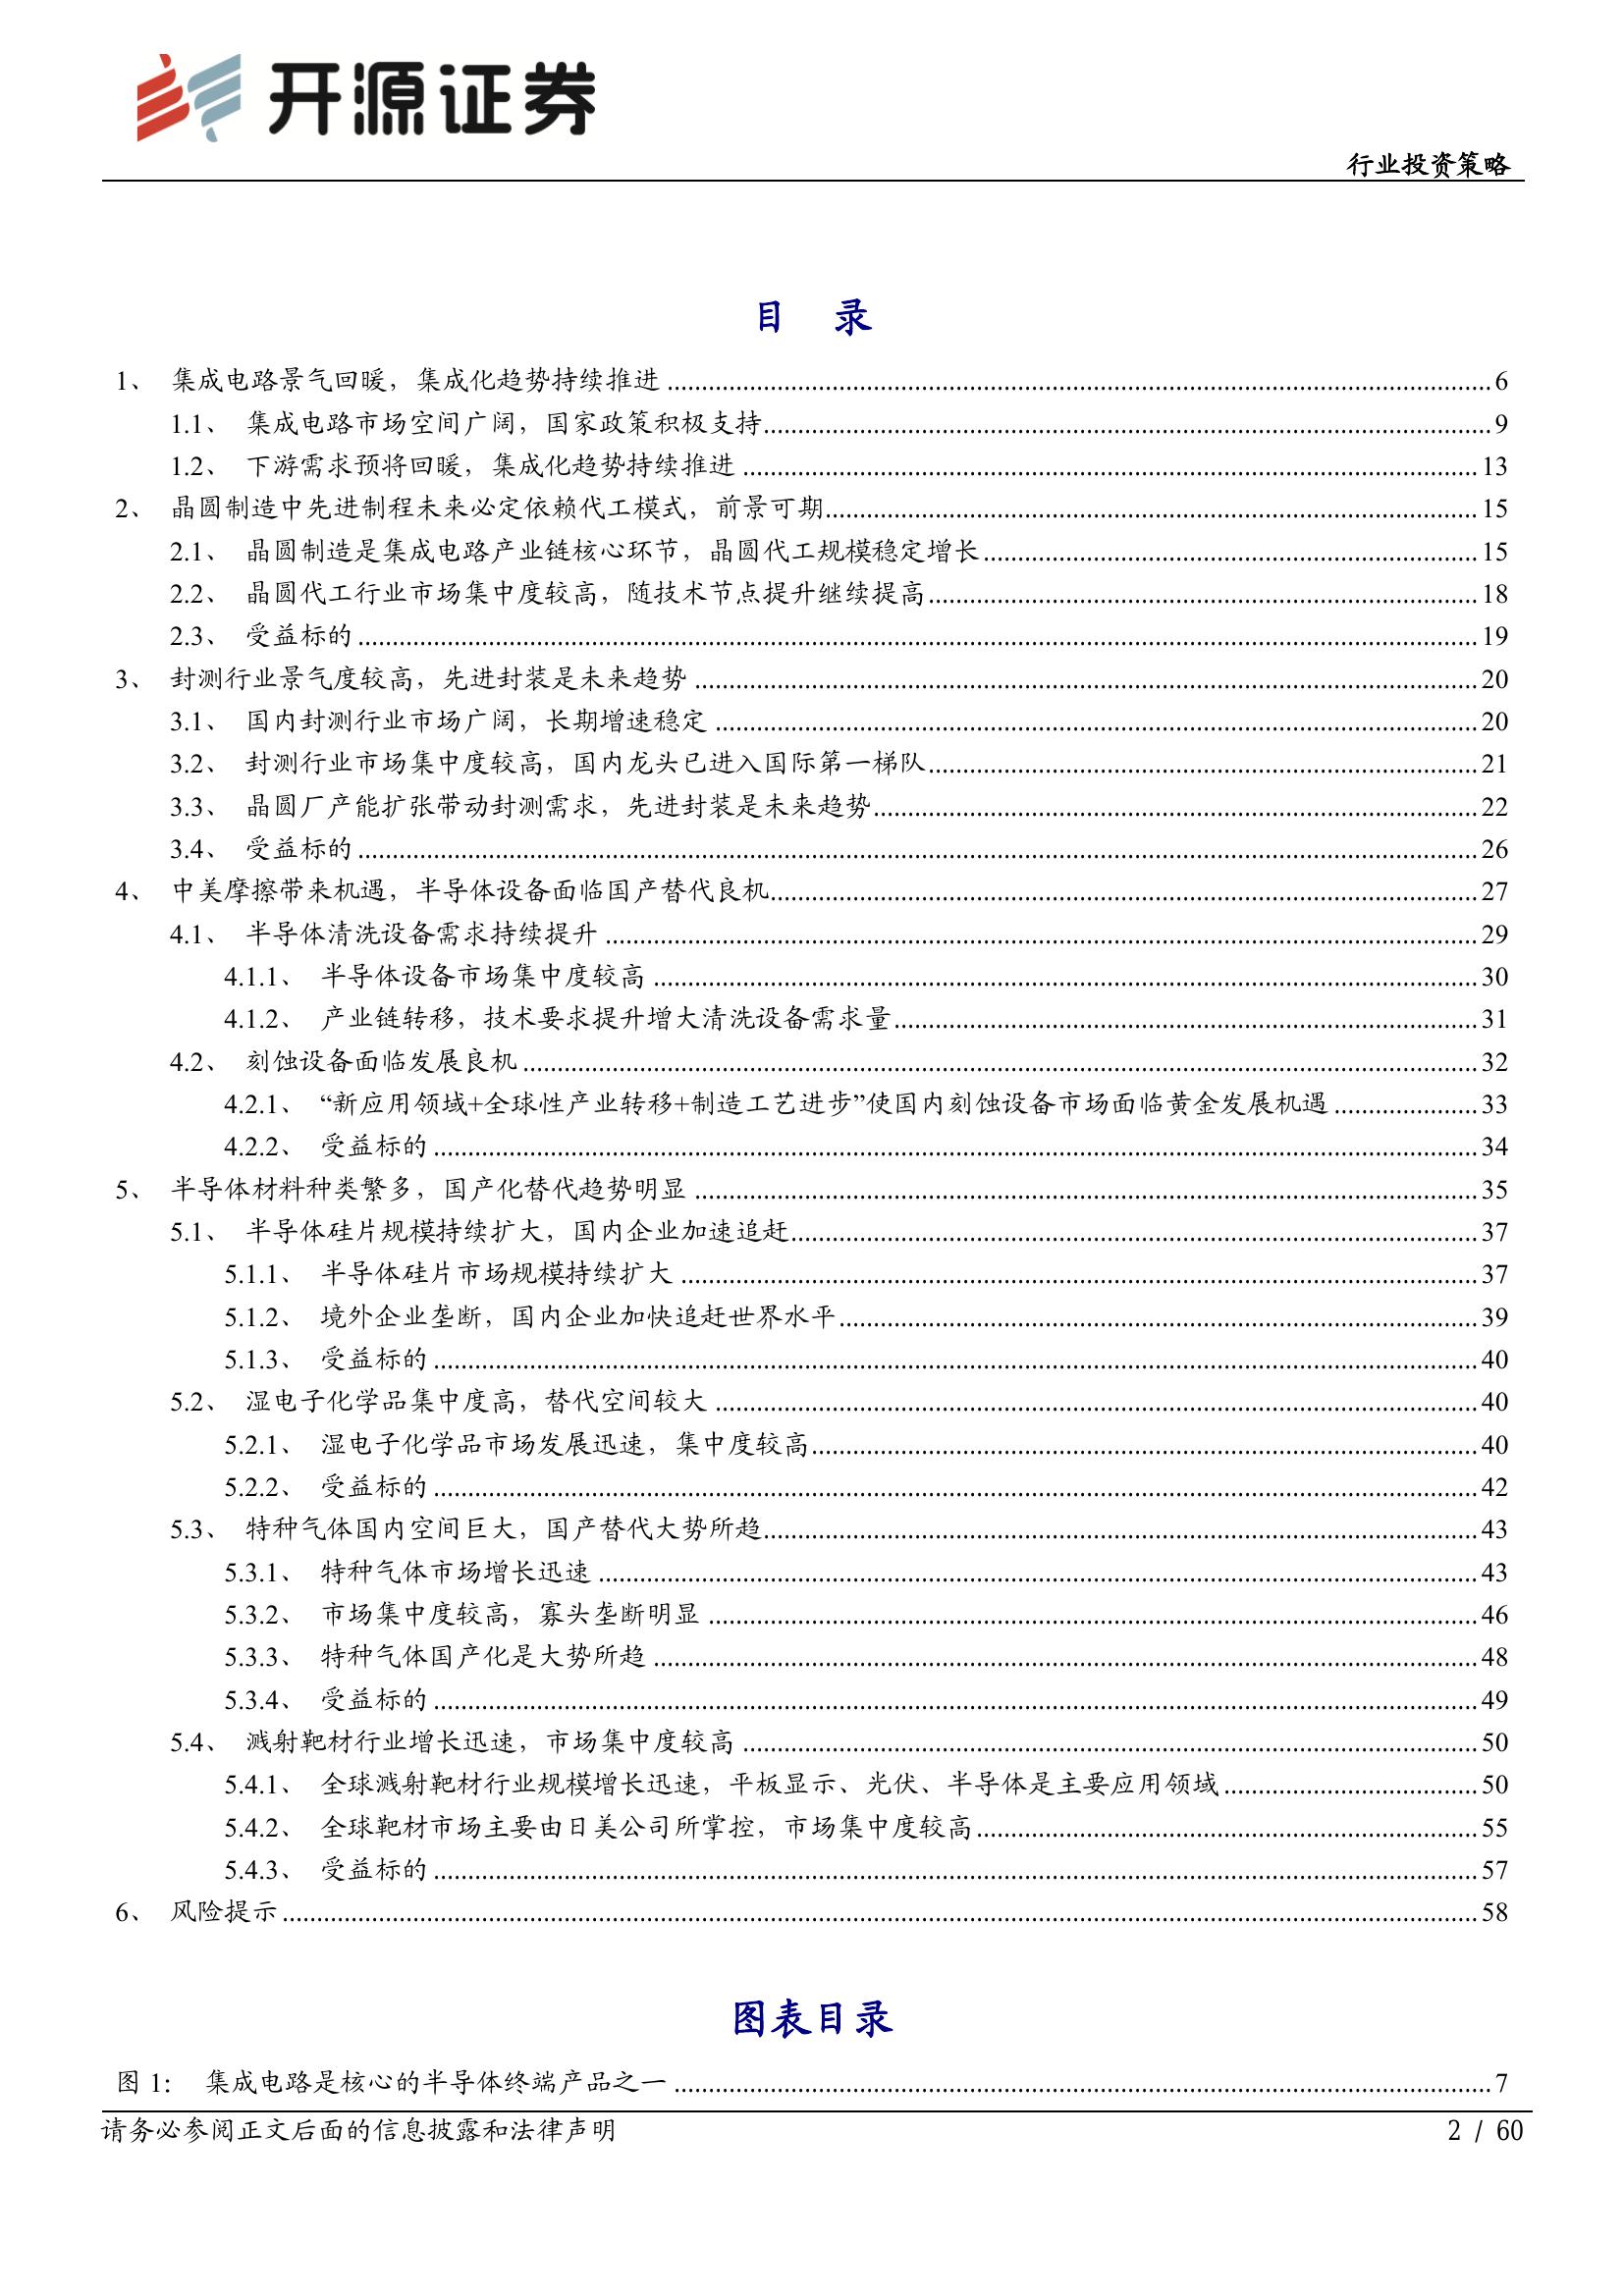 开源证券
行业投资策略
目 录
1、 集成电路景气回暖，集成化趋势持续推进 6
1.1、 集成电路市场空间广阔，国家政策积极支持 9
1.2、 下游需求预将回暖，集成化趋势持续推进 13
2、 晶圆制造中先进制程未来必定依赖代工模式，前景可期 15
2.1、 晶圆制造是集成电路产业链核心环节，晶圆代工规模稳定增长 15
2.2、 晶圆代工行业市场集中度较高，随技术节点提升继续提高 18
2.3、 受益标的 19
3、 封测行业景气度较高，先进封装是未来趋势 20
3.1、 国内封测行业市场广阔，长期增速稳定 20
3.2、 封测行业市场集中度较高，国内龙头已进入国际第一梯队 21
3.3、 晶圆厂产能扩张带动封测需求，先进封装是未来趋势 22
3.4、 受益标的 26
4、 中美摩擦带来机遇，半导体设备面临国产替代良机 27
4.1、 半导体清洗设备需求持续提升 29
4.1.1、 半导体设备市场集中度较高 30
4.1.2、 产业链转移，技术要求提升增大清洗设备需求量 31
4.2、 刻蚀设备面临发展良机 32
4.2.1、 “新应用领域+全球性产业转移+制造工艺进步”使国内刻蚀设备市场面临黄金发展机遇 33
4.2.2、 受益标的 34
5、 半导体材料种类繁多，国产化替代趋势明显 35
5.1、 半导体硅片规模持续扩大，国内企业加速追赶 37
5.1.1、 半导体硅片市场规模持续扩大 37
5.1.2、 境外企业垄断，国内企业加快追赶世界水平 39
5.1.3、 受益标的 40
5.2、 湿电子化学品集中度高，替代空间较大 40
5.2.1、 湿电子化学品市场发展迅速，集中度较高 40
5.2.2、 受益标的 42
5.3、 特种气体国内空间巨大，国产替代大势所趋 43
5.3.1、 特种气体市场增长迅速 43
5.3.2、 市场集中度较高，寡头垄断明显 46
5.3.3、 特种气体国产化是大势所趋 48
5.3.4、 受益标的 49
5.4、 溅射靶材行业增长迅速，市场集中度较高 50
5.4.1、 全球溅射靶材行业规模增长迅速，平板显示、光伏、半导体是主要应用领域 50
5.4.2、 全球靶材市场主要由日美公司所掌控，市场集中度较高 55
5.4.3、 受益标的 57
6、 风险提示 58
图表目录
图 1： 集成电路是核心的半导体终端产品之一 7
请务必参阅正文后面的信息披露和法律声明 2 / 60